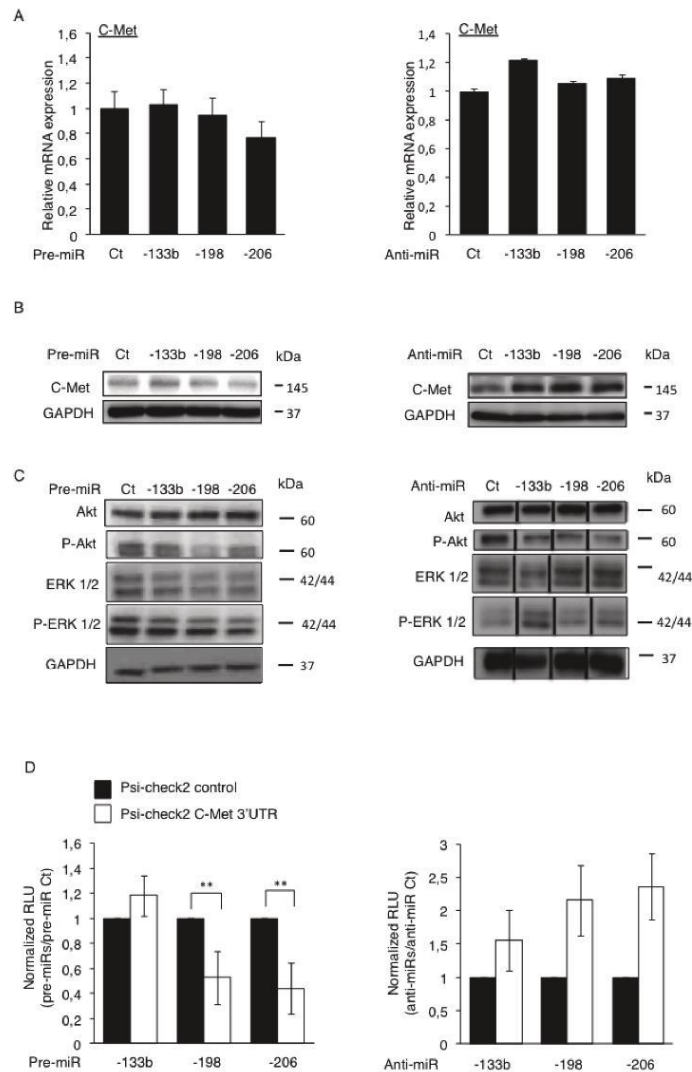 A
C-Met
1,6
1,4
1,2
1
0,8
0,6
0,4
0,2
0
Relative mRNA expression
Pre-miR Ct -133b -198 -206
C-Met
1,4
1,2
1
0,8
0,6
0,4
0,2
0
Relative mRNA expression
Anti-miR Ct -133b -198 -206
B
Pre-miR Ct -133b -198 -206 kDa
C-Met 145
GAPDH 37
Anti-miR Ct -133b -198 -206 kDa
C-Met 145
GAPDH 37
C
Pre-miR Ct -133b -198 -206 kDa
Akt 60
P-Akt 60
ERK 1/2 42/44
P-ERK 1/2 42/44
GAPDH 37
Anti-miR Ct -133b -198 -206 kDa
Akt 60
P-Akt 60
ERK 1/2 42/44
P-ERK 1/2 42/44
GAPDH 37
D
Psi-check2 control
Psi-check2 C-Met 3'UTR
1,6
1,4
1,2
1
0,8
0,6
0,4
0,2
0
Normalized RLU
(pre-miRs/pre-miR Ct)
** **
Pre-miR -133b -198 -206
3
2,5
2
1,5
1
0,5
0
Normalized RLU
(anti-miRs/anti-miR Ct)
Anti-miR -133b -198 -206